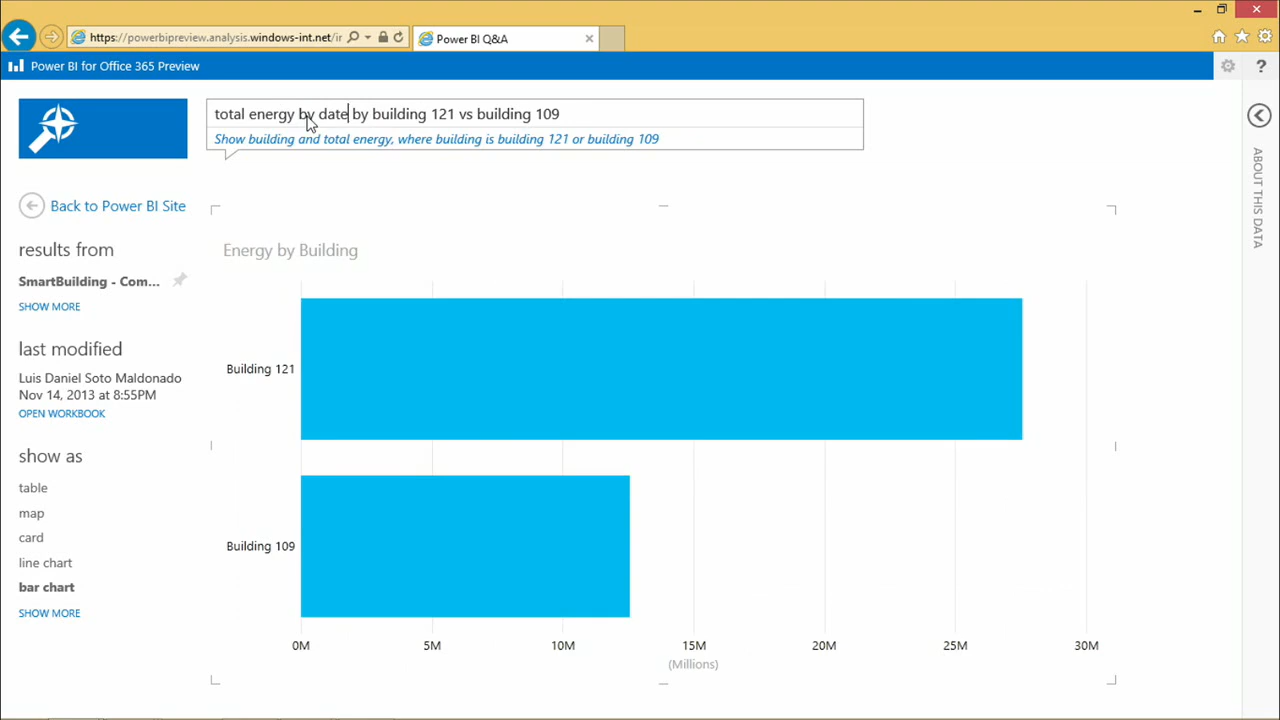 https://powerbipreview.analysis.windows-int.net/ir
Power BI Q&A
Power BI for Office 365 Preview
total energy by date by building 121 vs building 109
Show building and total energy, where building is building 121 or building 109
ABOUT THIS DATA
Back to Power BI Site
results from
SmartBuilding - Com...
SHOW MORE
last modified
Luis Daniel Soto Maldonado
Nov 14, 2013 at 8:55PM
OPEN WORKBOOK
show as
table
map
card
line chart
bar chart
SHOW MORE
Energy by Building
Building 121
Building 109
0M 5M 10M 15M 20M 25M 30M
(Millions)